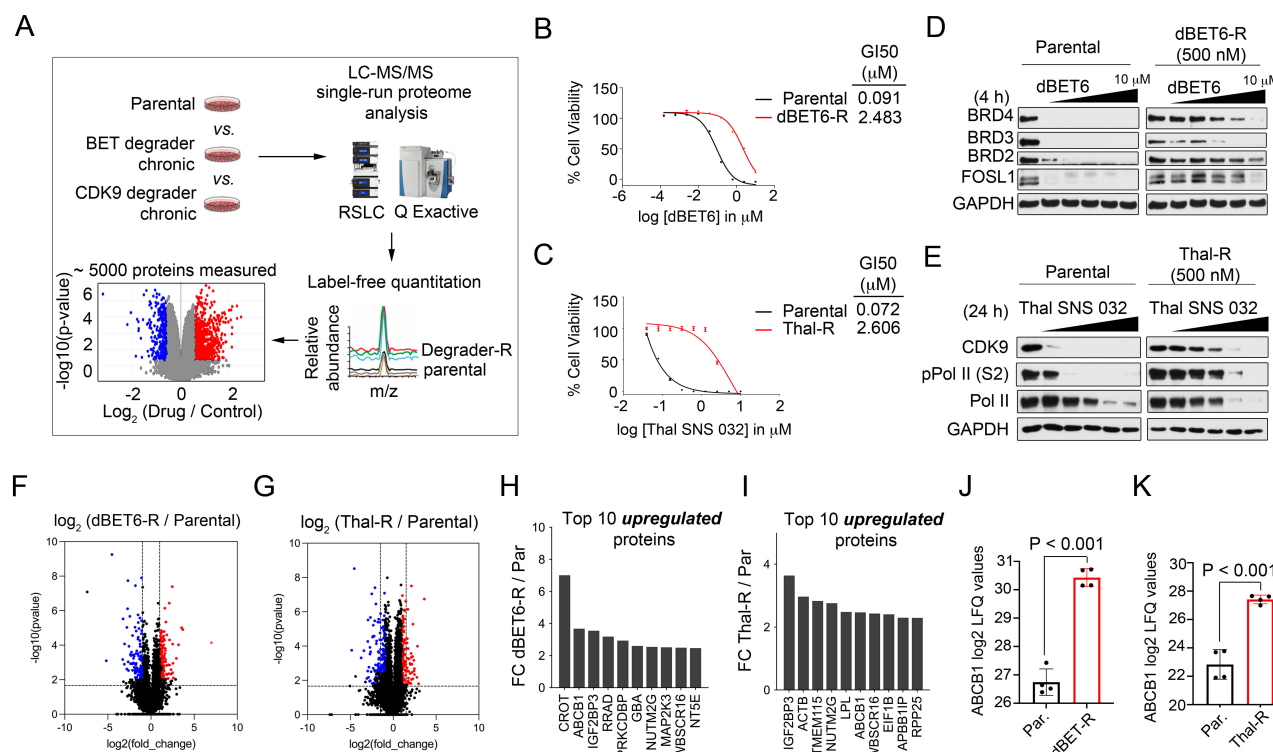 A
Parental
vs.
BET degrader
chronic
vs.
CDK9 degrader
chronic
LC-MS/MS
single-run proteome
analysis
RSLC Q Exactive
Label-free quantitation
Relative
abundance
m/z
Degrader-R
parental
~ 5000 proteins measured
-log10(p-value)
6
4
2
0
-2 0 2
Log2 (Drug / Control)
B
% Cell Viability
150
100
50
0
-6 -4 -2 0 2
log [dBET6] in μM
GI50
(μM)
Parental 0.091
dBET6-R 2.483
C
% Cell Viability
150
100
50
0
-2 -1 0 1 2
log [Thal SNS 032] in μM
GI50
(μM)
Parental 0.072
Thal-R 2.606
D
Parental
dBET6-R
(500 nM)
10 μM 10 μM
(4 h) dBET6 dBET6
BRD4
BRD3
BRD2
FOSL1
GAPDH
E
Parental
Thal-R
(500 nM)
(24 h) Thal SNS 032 Thal SNS 032
CDK9
pPol II (S2)
Pol II
GAPDH
F
log2 (dBET6-R / Parental)
-log10(pvalue)
10
8
6
4
2
0
-10 -5 0 5 10
log2(fold_change)
G
log2 (Thal-R / Parental)
-log10(pvalue)
10
8
6
4
2
0
-10 -5 0 5 10
log2(fold_change)
H
Top 10 upregulated
proteins
FC dBET6-R / Par
10
8
6
4
2
0
CROT
ABCB1
IGF2BP3
RRAD
PRKCDBP
GBA
NUTM2G
MAP2K3
WBSCR16
NT5E
I
Top 10 upregulated
proteins
FC Thal-R / Par
4
2
0
IGF2BP3
ACTB
TMEM115
NUTM2G
LPL
ABCB1
WBSCR16
EIF1B
APBB1IP
RPP25
J
P < 0.001
ABCB1 log2 LFQ values
31
30
29
28
27
26
Par.
dBET-R
K
P < 0.001
ABCB1 log2 LFQ values
30
28
26
24
22
20
Par.
Thal-R